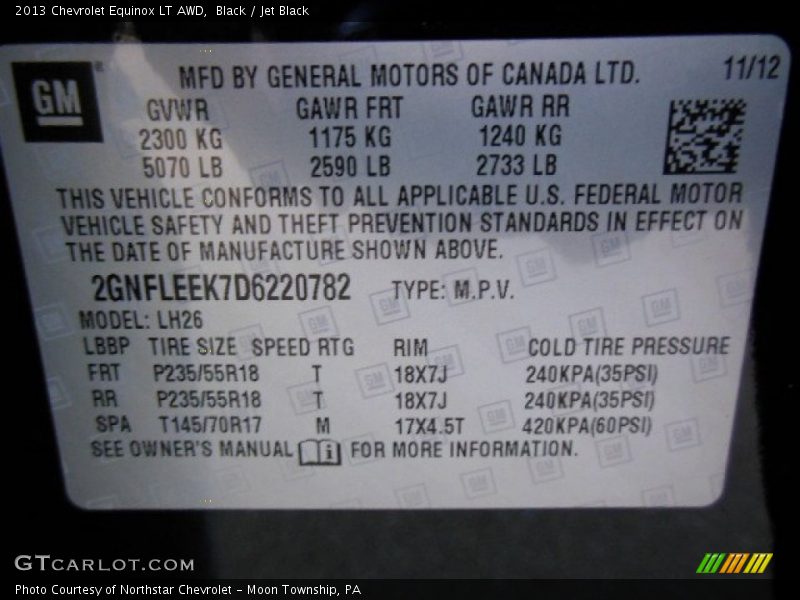 2013 Chevrolet Equinox LT AWD, Black / Jet Black
GM ® MFD BY GENERAL MOTORS OF CANADA LTD. 11/12
GVWR GAWR FRT GAWR RR
2300 KG 1175 KG 1240 KG
5070 LB 2590 LB 2733 LB
THIS VEHICLE CONFORMS TO ALL APPLICABLE U.S. FEDERAL MOTOR
VEHICLE SAFETY AND THEFT PREVENTION STANDARDS IN EFFECT ON
THE DATE OF MANUFACTURE SHOWN ABOVE.
2GNFLEEK7D6220782 TYPE: M.P.V.
MODEL: LH26
LBBP TIRE SIZE SPEED RTG RIM COLD TIRE PRESSURE
FRT P235/55R18 T 18X7J 240KPA(35PSI)
RR P235/55R18 T 18X7J 240KPA(35PSI)
SPA T145/70R17 M 17X4.5T 420KPA(60PSI)
SEE OWNER'S MANUAL i FOR MORE INFORMATION.
GTCARLOT.COM
Photo Courtesy of Northstar Chevrolet - Moon Township, PA